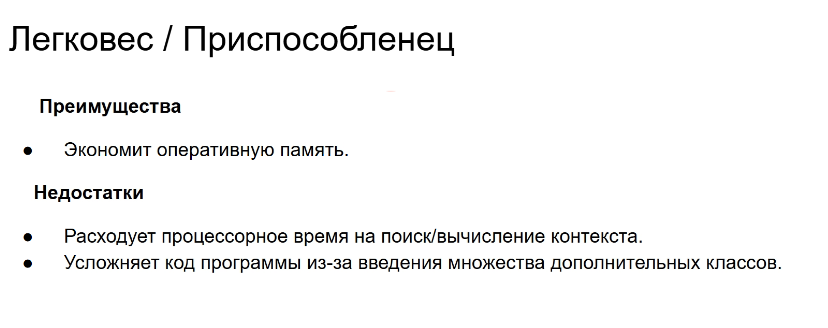 Легковес / Приспособленец
Преимущества
● Экономит оперативную память.
Недостатки
● Расходует процессорное время на поиск/вычисление контекста.
● Усложняет код программы из-за введения множества дополнительных классов.